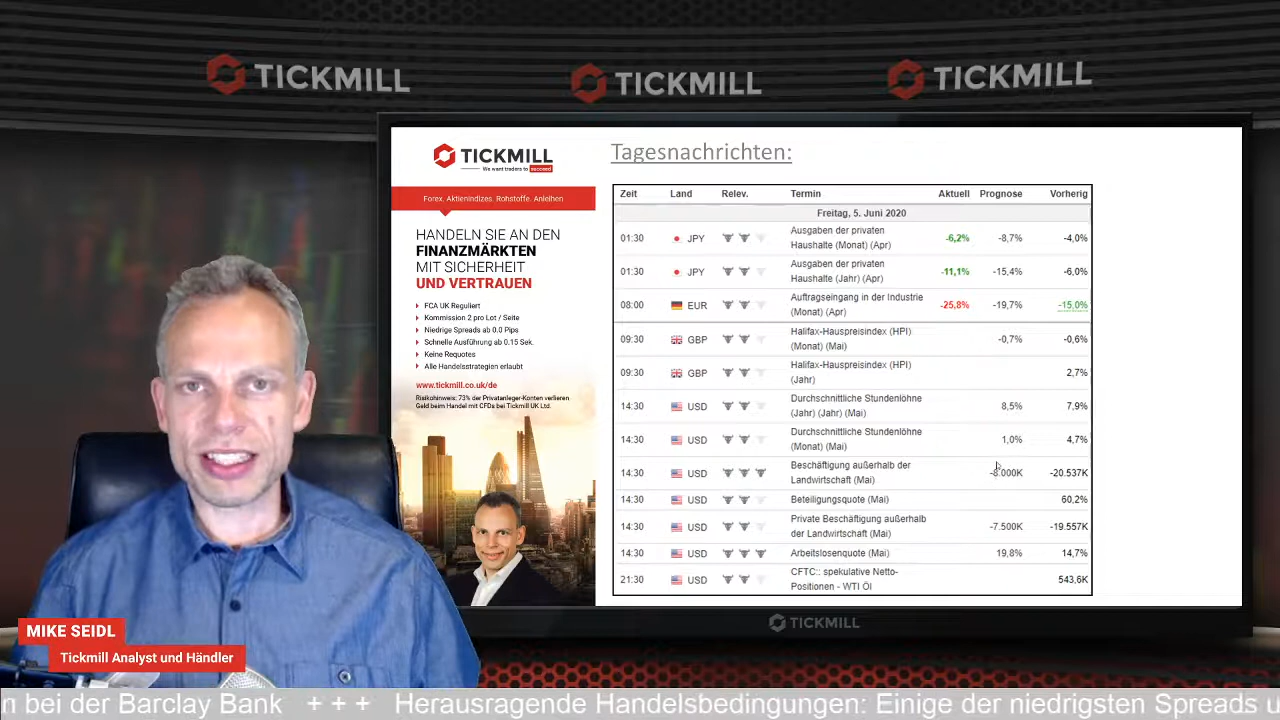 TICKMILL
TICKMILL
TICKMILL
TICKMILL
We want traders to succeed
Forex. Aktienindizes. Rohstoffe. Anleihen
HANDELN SIE AN DEN
FINANZMÄRKTEN
MIT SICHERHEIT
UND VERTRAUEN
FCA UK Reguliert
Kommission 2 pro Lot / Seite
Niedrige Spreads ab 0.0 Pips
Schnelle Ausführung ab 0.15 Sek.
Keine Requotes
Alle Handelsstrategien erlaubt
www.tickmill.co.uk/de
Risikohinweis: 73% der Privatanleger-Konten verlieren
Geld beim Handel mit CFDs bei Tickmill UK Ltd.
Tagesnachrichten:
Zeit Land Relev. Termin Aktuell Prognose Vorherig
Freitag, 5. Juni 2020
01:30 JPY Ausgaben der privaten
Haushalte (Monat) (Apr) -6,2% -8,7% -4,0%
01:30 JPY Ausgaben der privaten
Haushalte (Jahr) (Apr) -11,1% -15,4% -6,0%
08:00 EUR Auftragseingang in der Industrie
(Monat) (Apr) -25,8% -19,7% -15,0%
09:30 GBP Halifax-Hauspreisindex (HPI)
(Monat) (Mai) -0,7% -0,6%
09:30 GBP Halifax-Hauspreisindex (HPI)
(Jahr) 2,7%
14:30 USD Durchschnittliche Stundenlöhne
(Jahr) (Jahr) (Mai) 8,5% 7,9%
14:30 USD Durchschnittliche Stundenlöhne
(Monat) (Mai) 1,0% 4,7%
14:30 USD Beschäftigung außerhalb der
Landwirtschaft (Mai) -8.000K -20.537K
14:30 USD Beteiligungsquote (Mai) 60,2%
14:30 USD Private Beschäftigung außerhalb
der Landwirtschaft (Mai) -7.500K -19.557K
14:30 USD Arbeitslosenquote (Mai) 19,8% 14,7%
21:30 USD CFTC:: spekulative Netto-
Positionen - WTI Öl 543,6K
TICKMILL
MIKE SEIDL
Tickmill Analyst und Händler
n bei der Barclay Bank +++ Herausragende Handelsbedingungen: Einige der niedrigsten Spreads u